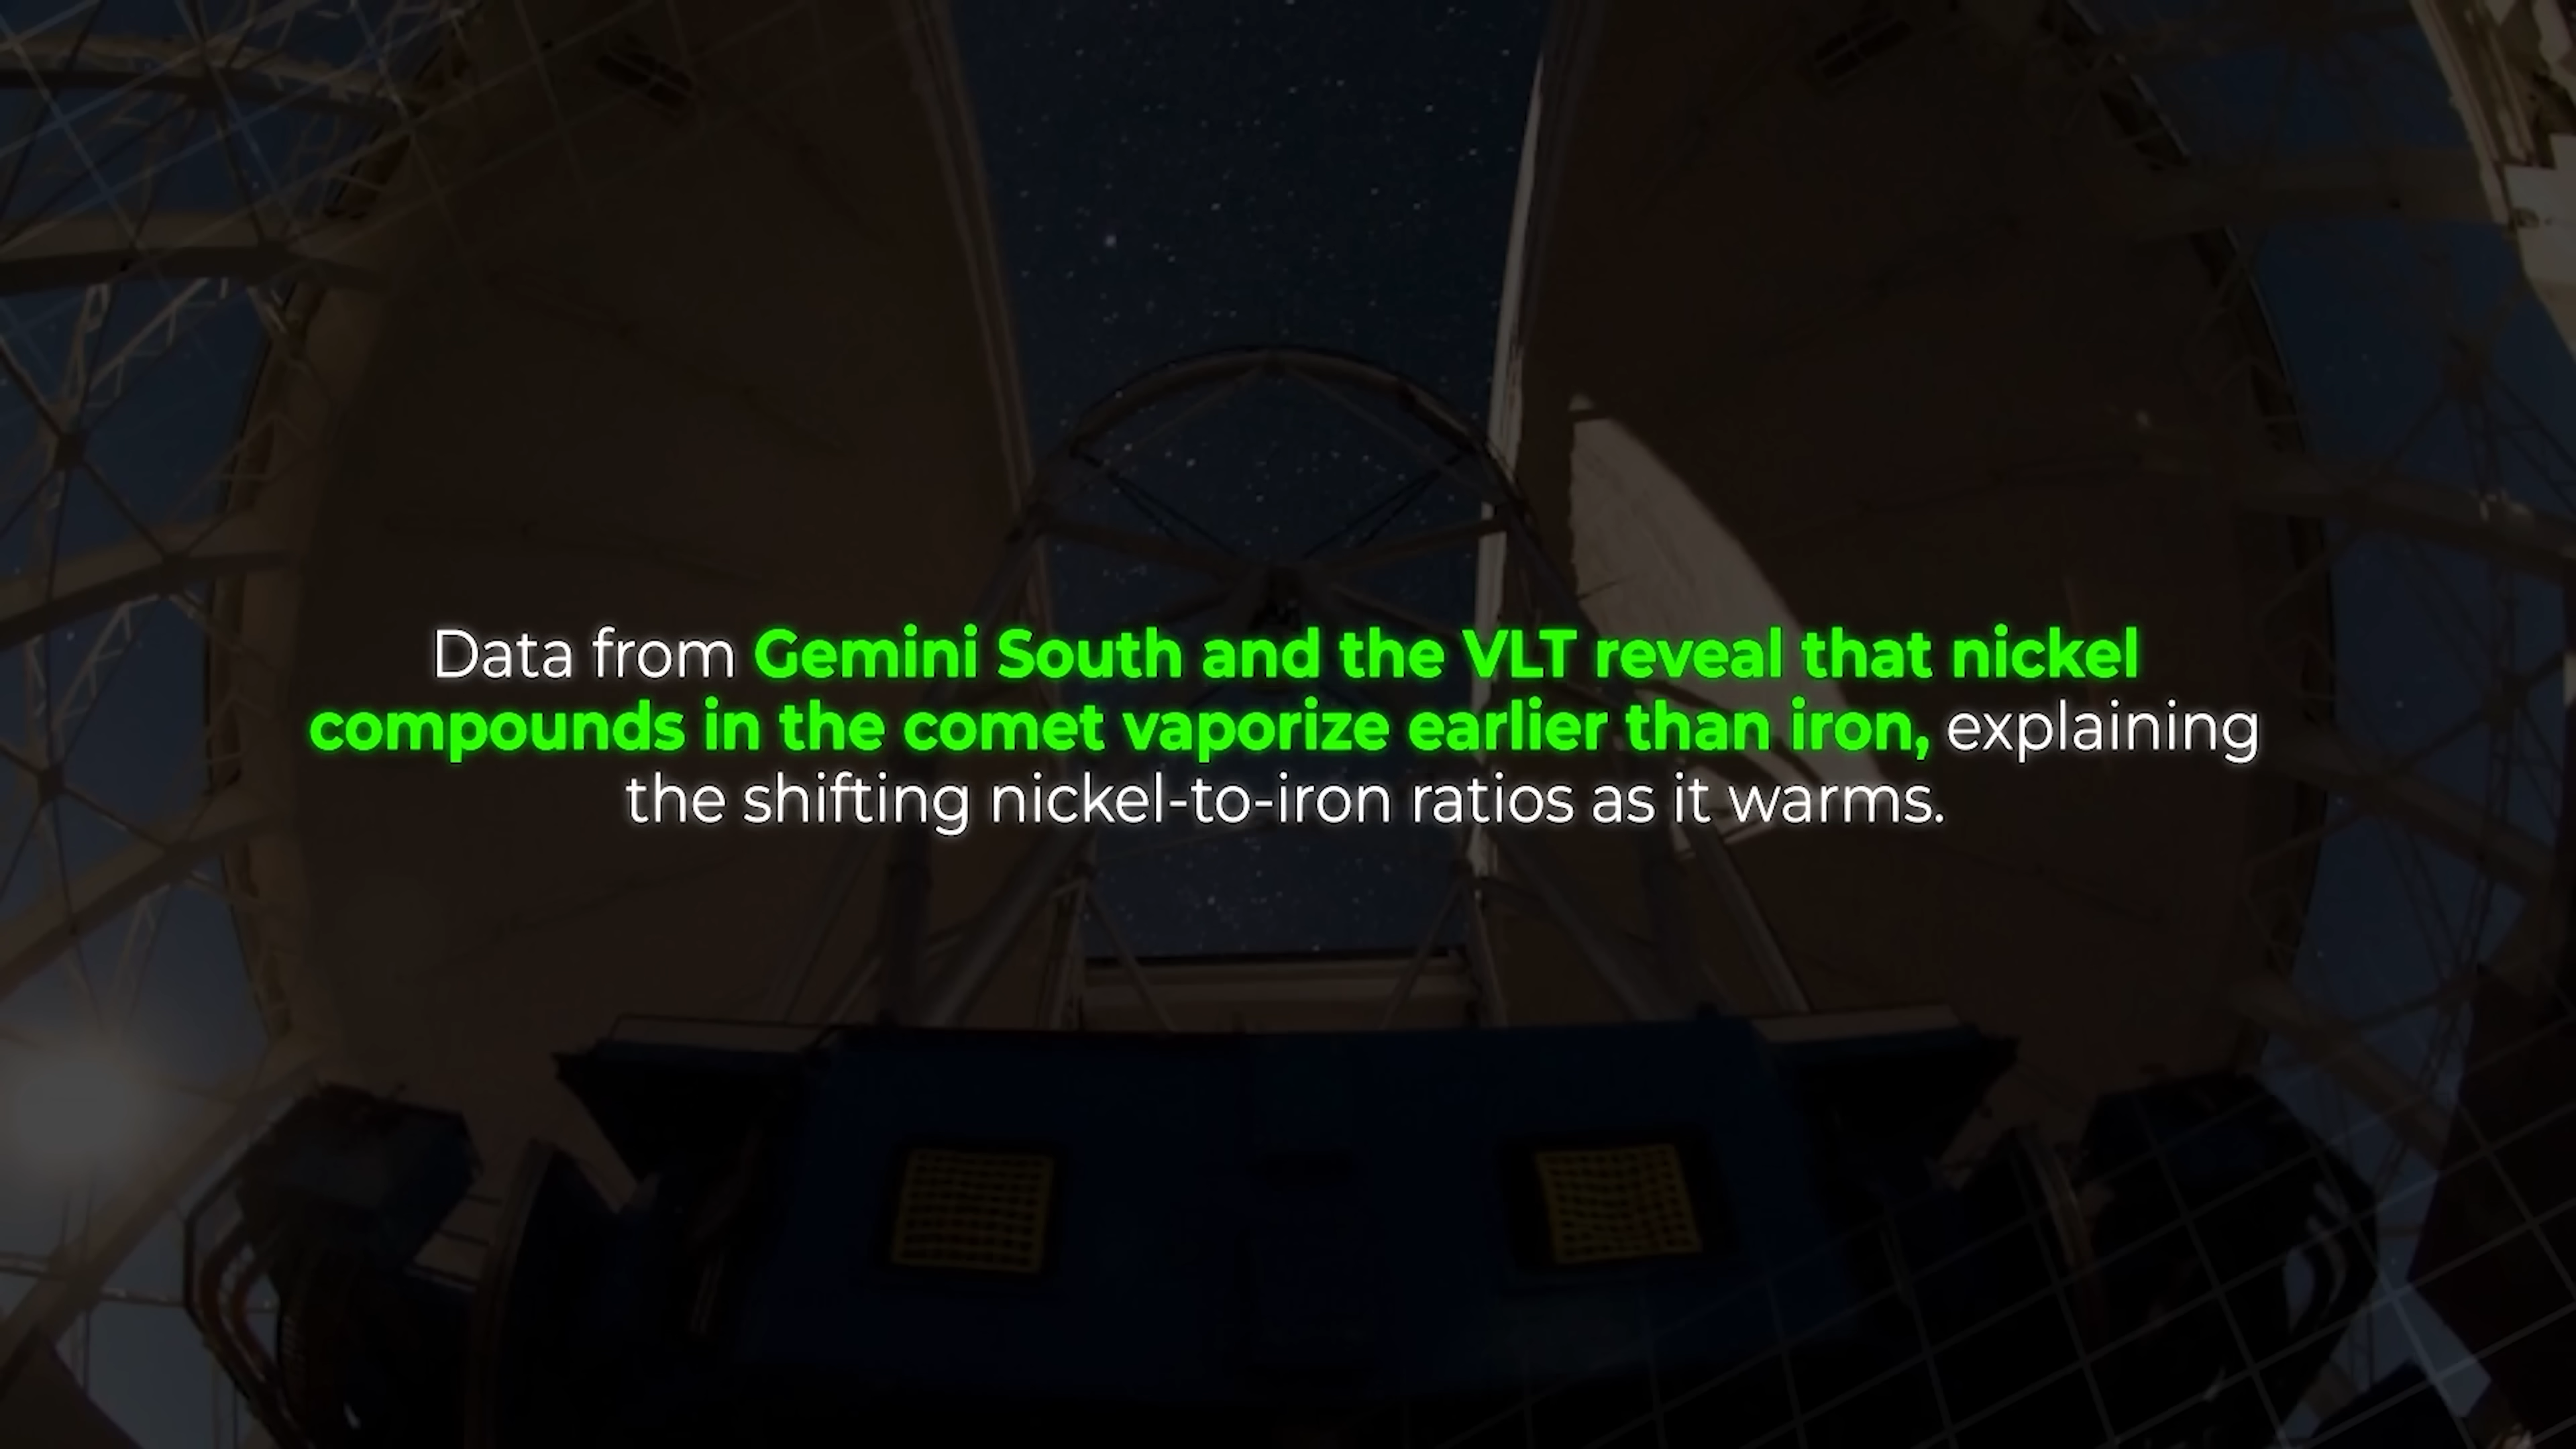 Data from Gemini South and the VLT reveal that nickel
compounds in the comet vaporize earlier than iron, explaining
the shifting nickel-to-iron ratios as it warms.